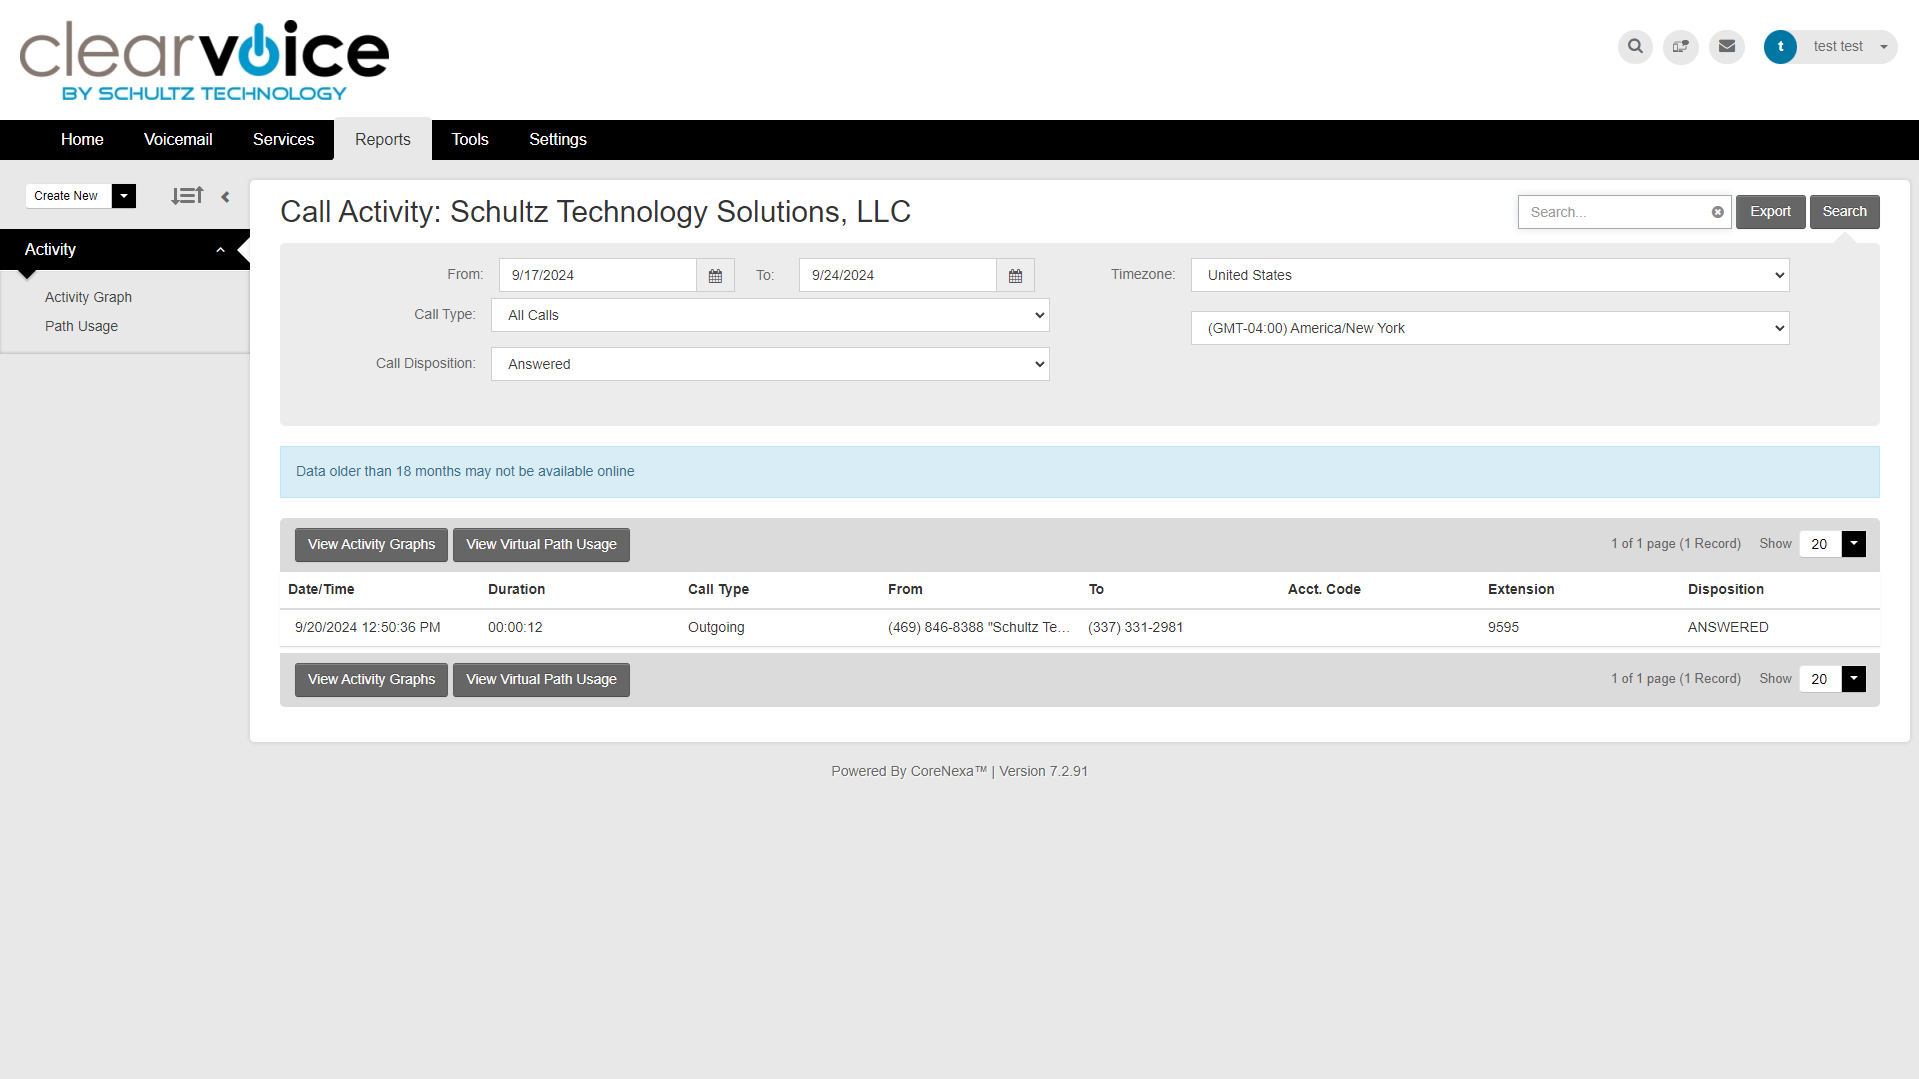 clearvoice
BY SCHULTZ TECHNOLOGY
t test test
Home Voicemail Services Reports Tools Settings
Create New
Activity
Activity Graph
Path Usage
Call Activity: Schultz Technology Solutions, LLC
Search... Export Search
From: 9/17/2024 To: 9/24/2024 Timezone: United States
Call Type: All Calls
(GMT-04:00) America/New York
Call Disposition: Answered
Data older than 18 months may not be available online
View Activity Graphs View Virtual Path Usage 1 of 1 page (1 Record) Show 20
Date/Time Duration Call Type From To Acct. Code Extension Disposition
9/20/2024 12:50:36 PM 00:00:12 Outgoing (469) 846-8388 "Schultz Te... (337) 331-2981 9595 ANSWERED
View Activity Graphs View Virtual Path Usage 1 of 1 page (1 Record) Show 20
Powered By CoreNexa™ | Version 7.2.91